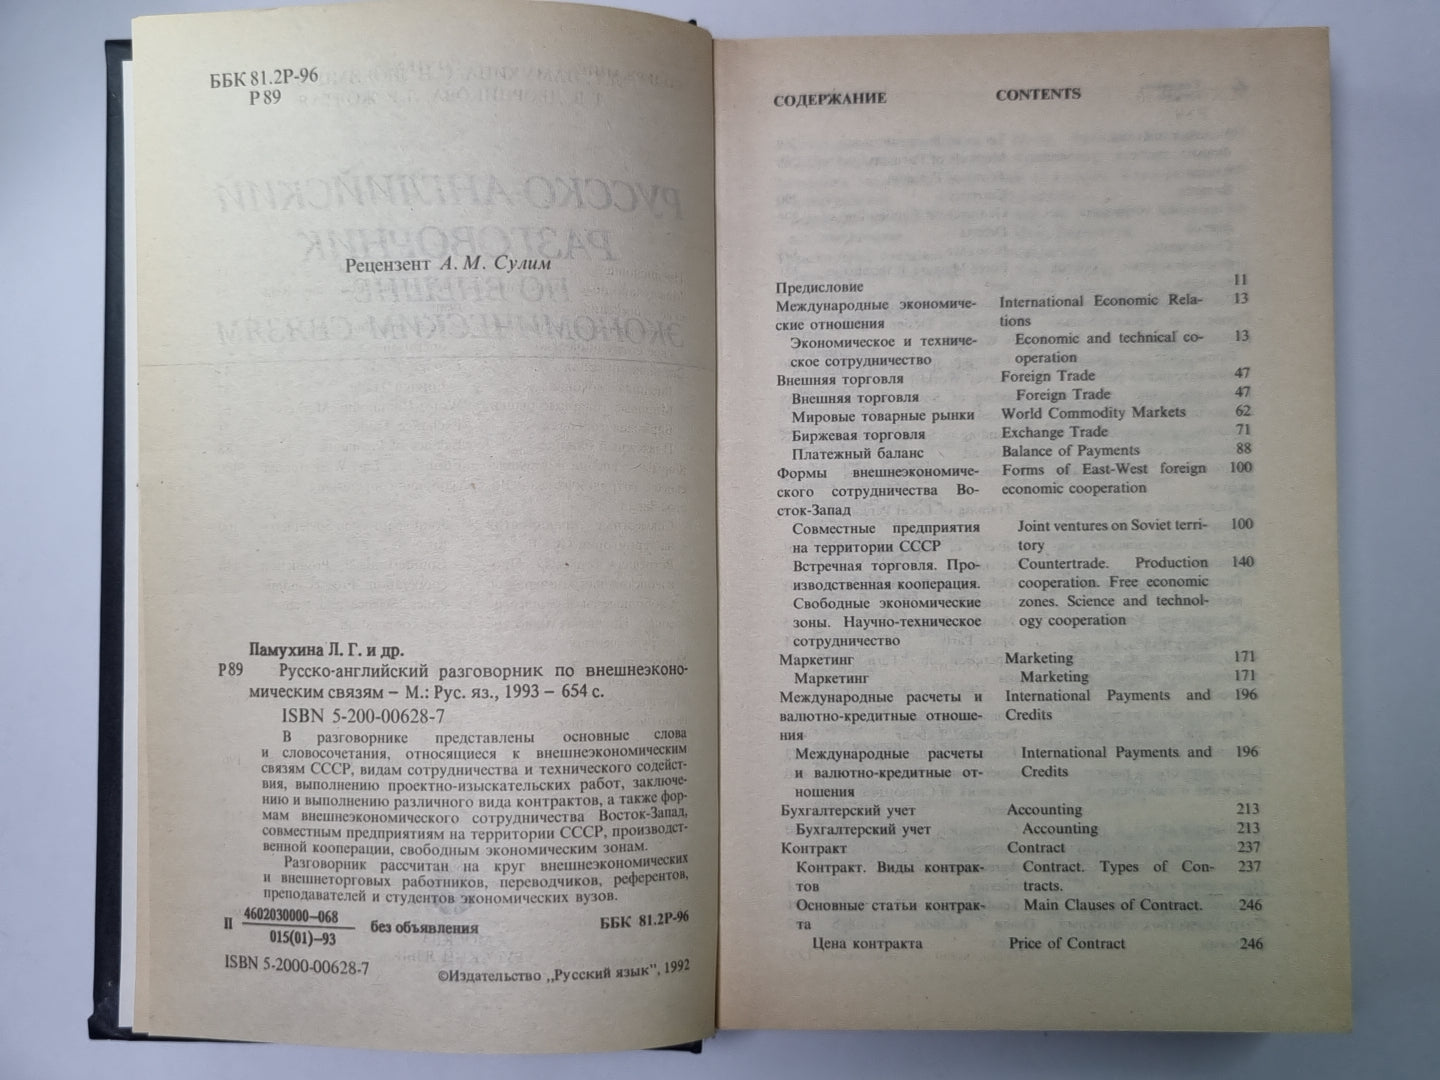 ББК 81.2Р-96
Р 89
Рецензент А. М. Сулим
Памухина Л. Г. и др.
Р89 Русско-английский разговорник по внешнеэконо-
мическим связям – М.: Рус. яз., 1993 – 654 с.
ISBN 5-200-00628-7
В разговорнике представлены основные слова
и словосочетания, относящиеся к внешнеэкономическим
связям СССР, видам сотрудничества и технического содейст-
вия, выполнению проектно-изыскательских работ, заключе-
нию и выполнению различного вида контрактов, а также фор-
мам внешнеэкономического сотрудничества Восток-Запад,
совместным предприятиям на территории СССР, производст-
венной кооперации, свободным экономическим зонам.
Разговорник рассчитан на круг внешнеэкономических
и внешнеторговых работников, переводчиков, референтов,
преподавателей и студентов экономических вузов.
П 4602030000–068 без объявления ББК 81.2Р-96
015(01)–93
ISBN 5-2000-00628-7
©Издательство „Русский язык”, 1992
СОДЕРЖАНИЕ CONTENTS
Предисловие 11
Международные экономиче- International Economic Rela- 13
ские отношения tions
Экономическое и техниче- Economic and technical co- 13
ское сотрудничество operation
Внешняя торговля Foreign Trade 47
Внешняя торговля Foreign Trade 47
Мировые товарные рынки World Commodity Markets 62
Биржевая торговля Exchange Trade 71
Платежный баланс Balance of Payments 88
Формы внешнеэкономиче- Forms of East-West foreign 100
ского сотрудничества Во- economic cooperation
сток-Запад
Совместные предприятия Joint ventures on Soviet terri- 100
на территории СССР tory
Встречная торговля. Про- Countertrade. Production 140
изводственная кооперация. cooperation. Free economic
Свободные экономические zones. Science and technol-
зоны. Научно-техническое ogy cooperation
сотрудничество
Маркетинг Marketing 171
Маркетинг Marketing 171
Международные расчеты и International Payments and 196
валютно-кредитные отноше- Credits
ния
Международные расчеты International Payments and 196
и валютно-кредитные от- Credits
ношения
Бухгалтерский учет Accounting 213
Бухгалтерский учет Accounting 213
Контракт Contract 237
Контракт. Виды контрак- Contract. Types of Con- 237
тов tracts.
Основные статьи контрак- Main Clauses of Contract. 246
та
Цена контракта Price of Contract 246